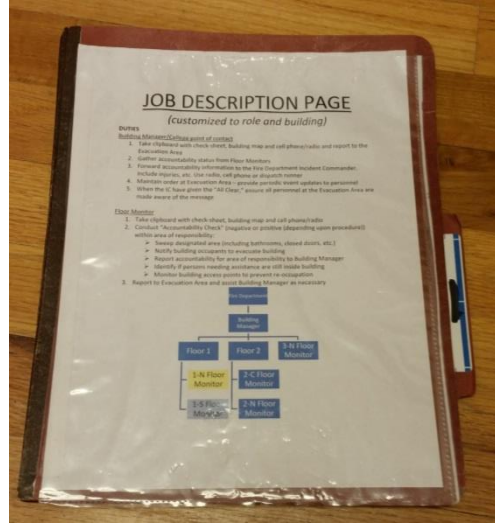 JOB DESCRIPTION PAGE
(customized to role and building)
DUTIES
Building Manager/College point of contact
1. Take clipboard with check sheet, building map and cell phone/radio and report to the
Evacuation Area
2. Gather accountability status from Floor Monitors
3. Forward accountability information to the Fire Department Incident Commander.
Include injuries, etc. Use radio, cell phone or dispatch runner
4. Maintain order at Evacuation Area – provide periodic event updates to personnel
5. When the IC have given the "All Clear," ensure all personnel at the Evacuation Area are
made aware of the message
Floor Monitor
1. Take clipboard with check sheet, building map and cell phone/radio
2. Conduct "Accountability Check" (negative or positive (depending upon procedure))
within area of responsibility:
➢ Sweep designated area (including bathrooms, closed doors, etc.)
➢ Notify building occupants to evacuate building
➢ Report accountability for area of responsibility to Building Manager
➢ Identify if persons needing assistance are still inside building
➢ Monitor building access points to prevent re-occupation
3. Report to Evacuation Area and assist Building Manager as necessary
Fire Department
Building
Manager
Floor 1
Floor 2
3-N Floor
Monitor
1-N Floor
Monitor
2-C Floor
Monitor
1-S Floor
Monitor
2-N Floor
Monitor